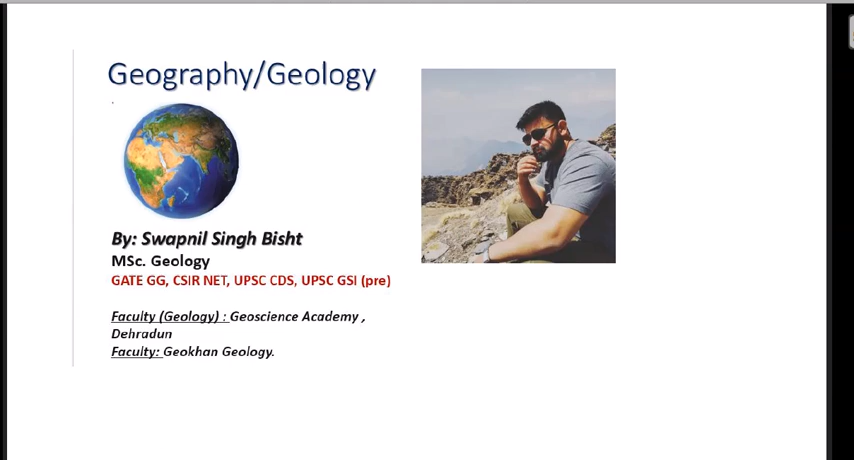 Geography/Geology
By: Swapnil Singh Bisht
MSc. Geology
GATE GG, CSIR NET, UPSC CDS, UPSC GSI (pre)
Faculty (Geology) : Geoscience Academy ,
Dehradun
Faculty: Geokhan Geology.